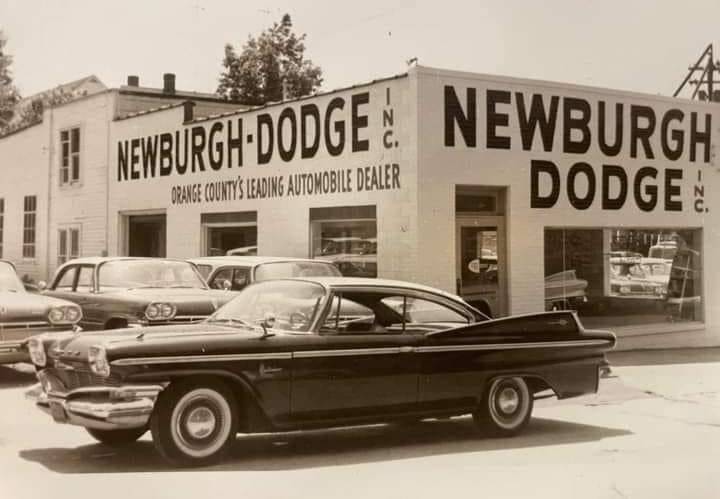 NEWBURGH-DODGE INC.
ORANGE COUNTY'S LEADING AUTOMOBILE DEALER
NEWBURGH
DODGE INC.